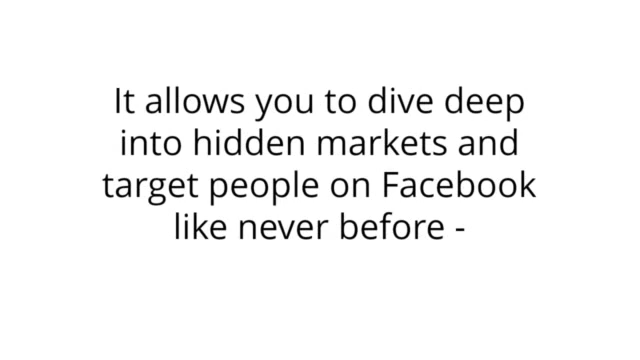 It allows you to dive deep
into hidden markets and
target people on Facebook
like never before -